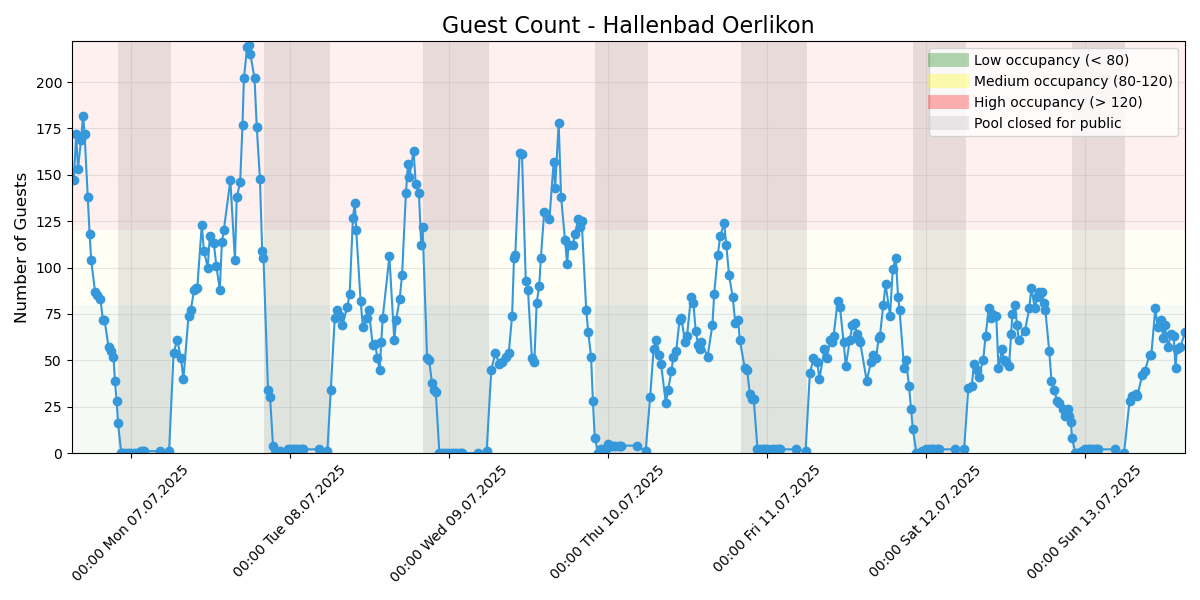 Guest Count - Hallenbad Oerlikon
Number of Guests
200
175
150
125
100
75
50
25
0
Low occupancy (< 80)
Medium occupancy (80-120)
High occupancy (> 120)
Pool closed for public
00:00 Mon 07.07.2025
00:00 Tue 08.07.2025
00:00 Wed 09.07.2025
00:00 Thu 10.07.2025
00:00 Fri 11.07.2025
00:00 Sat 12.07.2025
00:00 Sun 13.07.2025